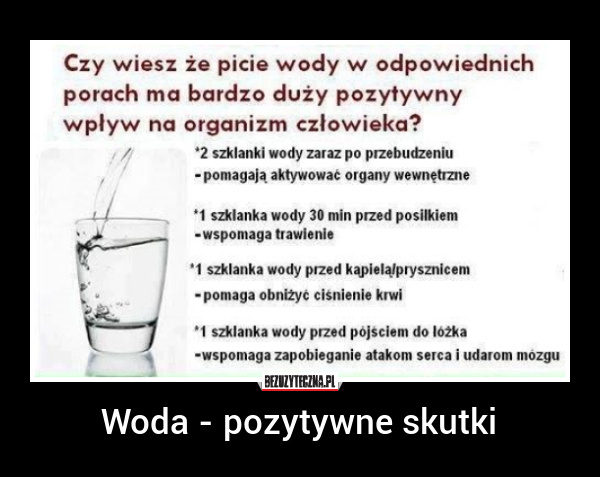 Czy wiesz że picie wody w odpowiednich
porach ma bardzo duży pozytywny
wpływ na organizm człowieka?
*2 szklanki wody zaraz po przebudzeniu
-pomagają aktywować organy wewnętrzne
*1 szklanka wody 30 min przed posilkiem
-wspomaga trawienie
*1 szklanka wody przed kąpielą/prysznicem
-pomaga obniżyć ciśnienie krwi
*1 szklanka wody przed pójściem do łóżka
-wspomaga zapobieganie atakom serca i udarom mózgu
BEZUZYTECZNA.PL
Woda - pozytywne skutki